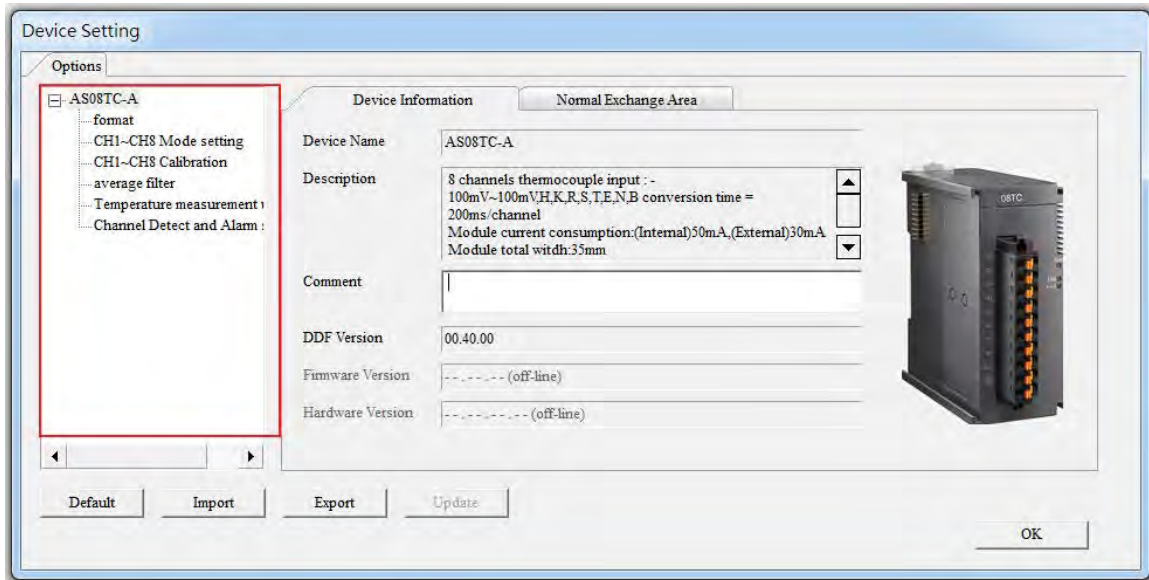 Device Setting
Options
AS08TC-A
format
CH1~CH8 Mode setting
CH1~CH8 Calibration
average filter
Temperature measurement
Channel Detect and Alarm
Device Information
Normal Exchange Area
Device Name
AS08TC-A
Description
8 channels thermocouple input : -
100mV~100mV,H,K,R,S,T,E,N,B conversion time =
200ms/channel
Module current consumption:(Internal)50mA,(External)30mA
Module total witdh:35mm
Comment
DDF Version
00.40.00
Firmware Version
--.--.-- (off-line)
Hardware Version
--.--.--.-- (off-line)
08TC
Default
Import
Export
Update
OK